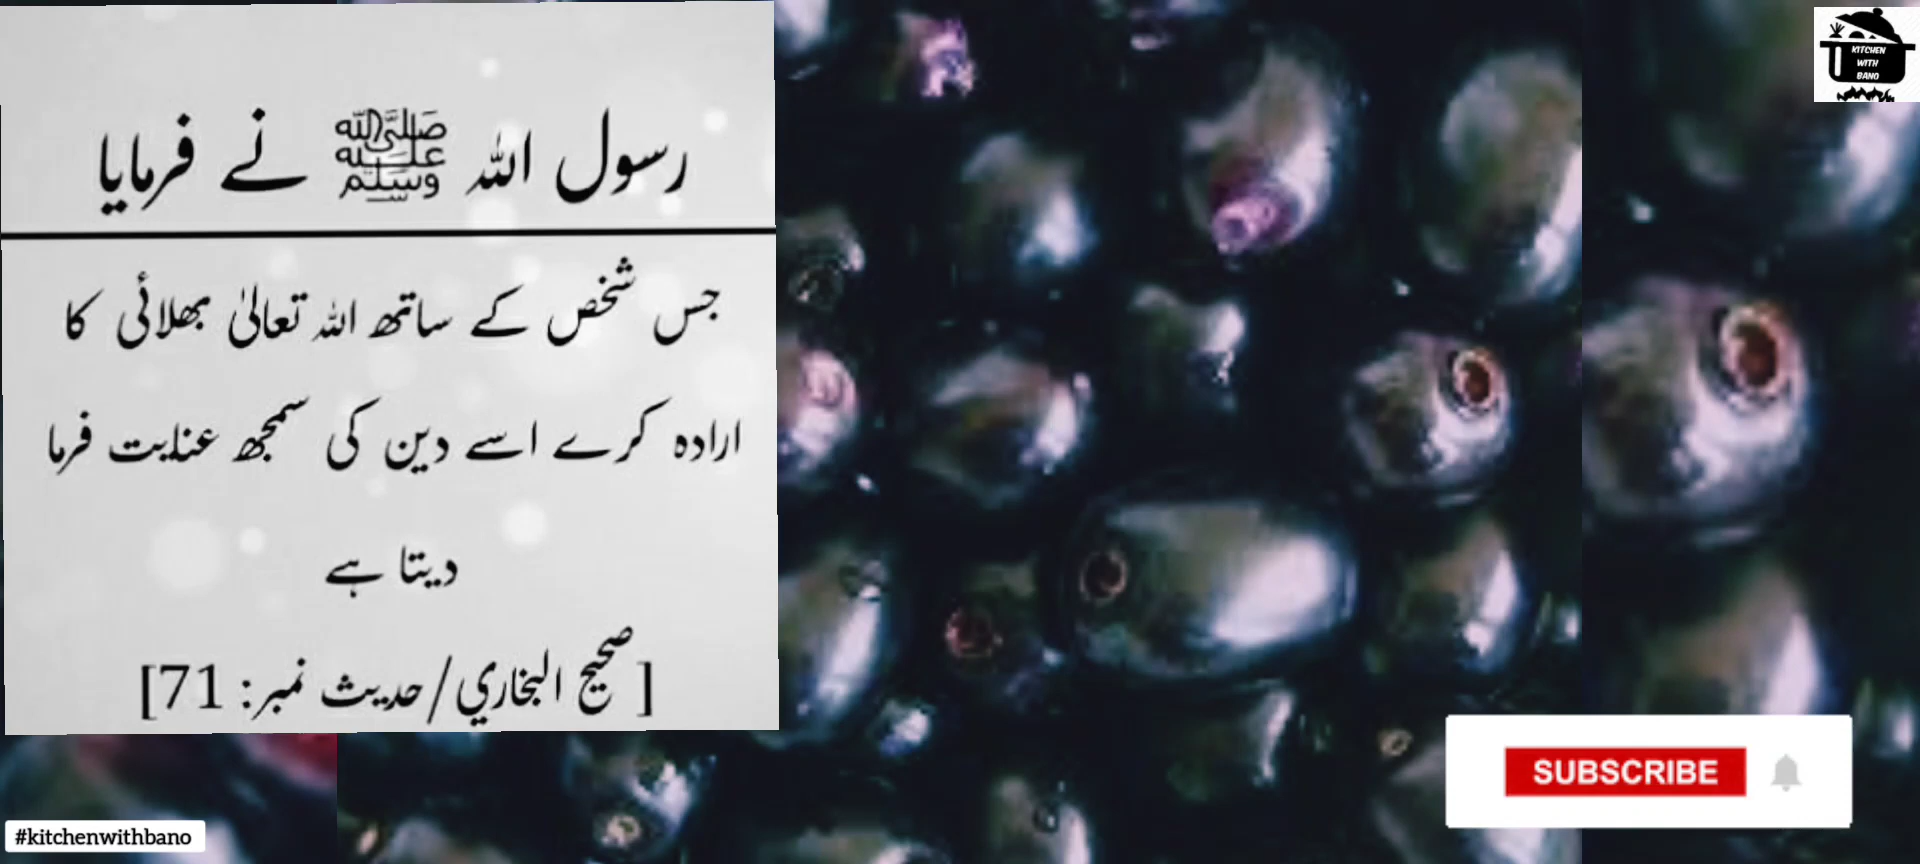 رسول اللہ ﷺ نے فرمایا
جس شخص کے ساتھ اللہ تعالیٰ بھلائی کا
ارادہ کرے اسے دین کی سمجھ عنایت فرما
دیتا ہے
[صحيح البخاري/حدیث نمبر: 71]
KITCHEN
WITH
BANO
SUBSCRIBE
#kitchenwithbano